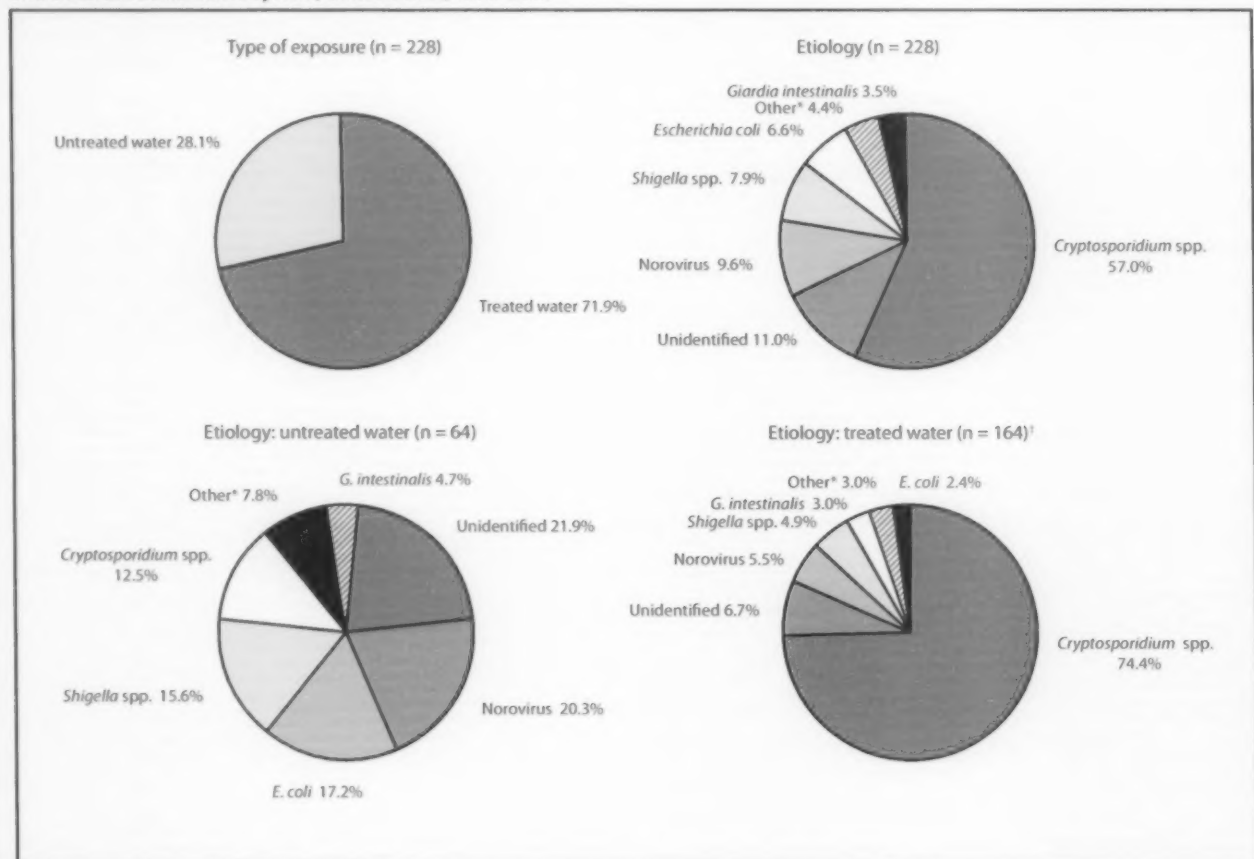 Type of exposure (n = 228)
Untreated water 28.1%
Treated water 71.9%
Etiology (n = 228)
Giardia intestinalis 3.5%
Other* 4.4%
Escherichia coli 6.6%
Shigella spp. 7.9%
Norovirus 9.6%
Unidentified 11.0%
Cryptosporidium spp.
57.0%
Etiology: untreated water (n = 64)
G. intestinalis 4.7%
Other* 7.8%
Unidentified 21.9%
Cryptosporidium spp.
12.5%
Shigella spp. 15.6%
Norovirus 20.3%
E. coli 17.2%
Etiology: treated water (n = 164)†
Other* 3.0%
E. coli 2.4%
G. intestinalis 3.0%
Shigella spp. 4.9%
Norovirus 5.5%
Unidentified 6.7%
Cryptosporidium spp.
74.4%